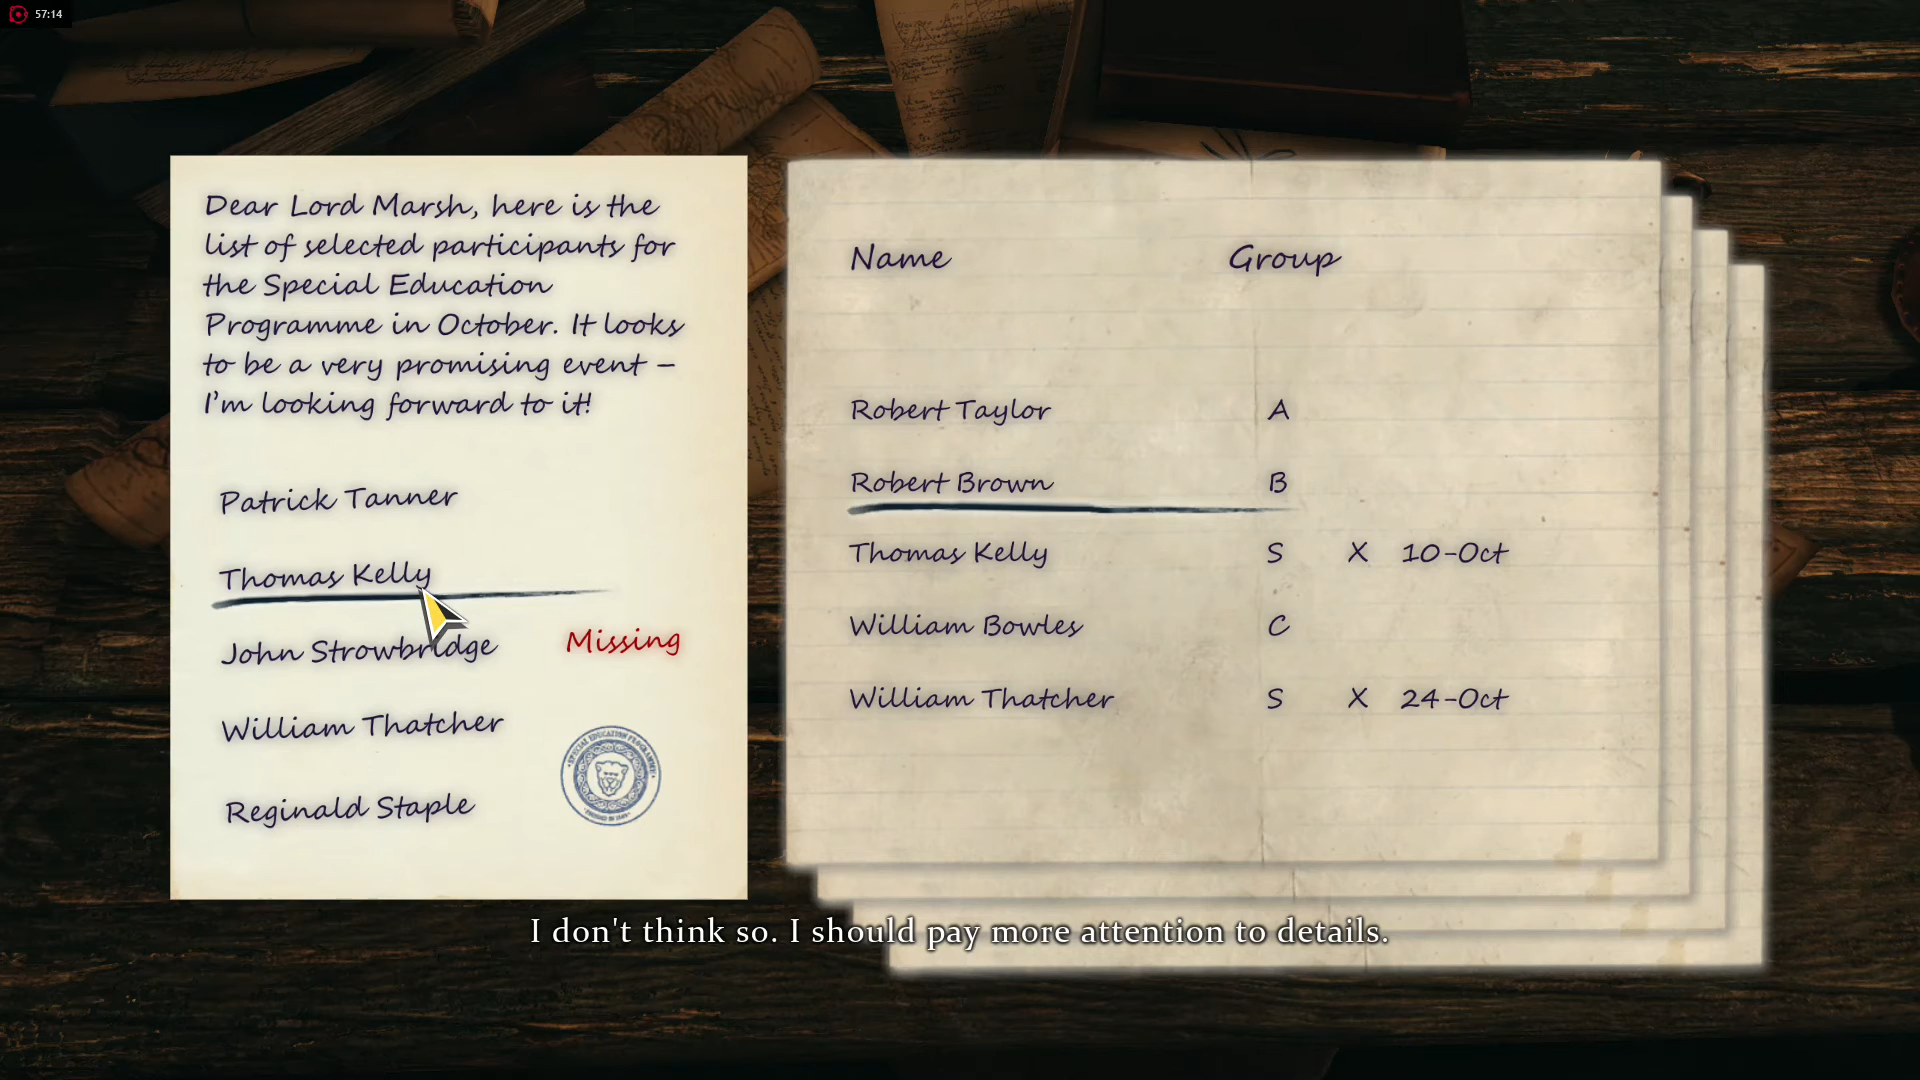 57:14
Dear Lord Marsh, here is the
list of selected participants for
the Special Education
Programme in October. It looks
to be a very promising event –
I'm looking forward to it!
Patrick Tanner
Thomas Kelly
John Strowbridge Missing
William Thatcher
Reginald Staple
SPECIAL EDUCATION PROGRAMME
Name Group
Robert Taylor A
Robert Brown B
Thomas Kelly S X 10-Oct
William Bowles C
William Thatcher S X 24-Oct
I don't think so. I should pay more attention to details.